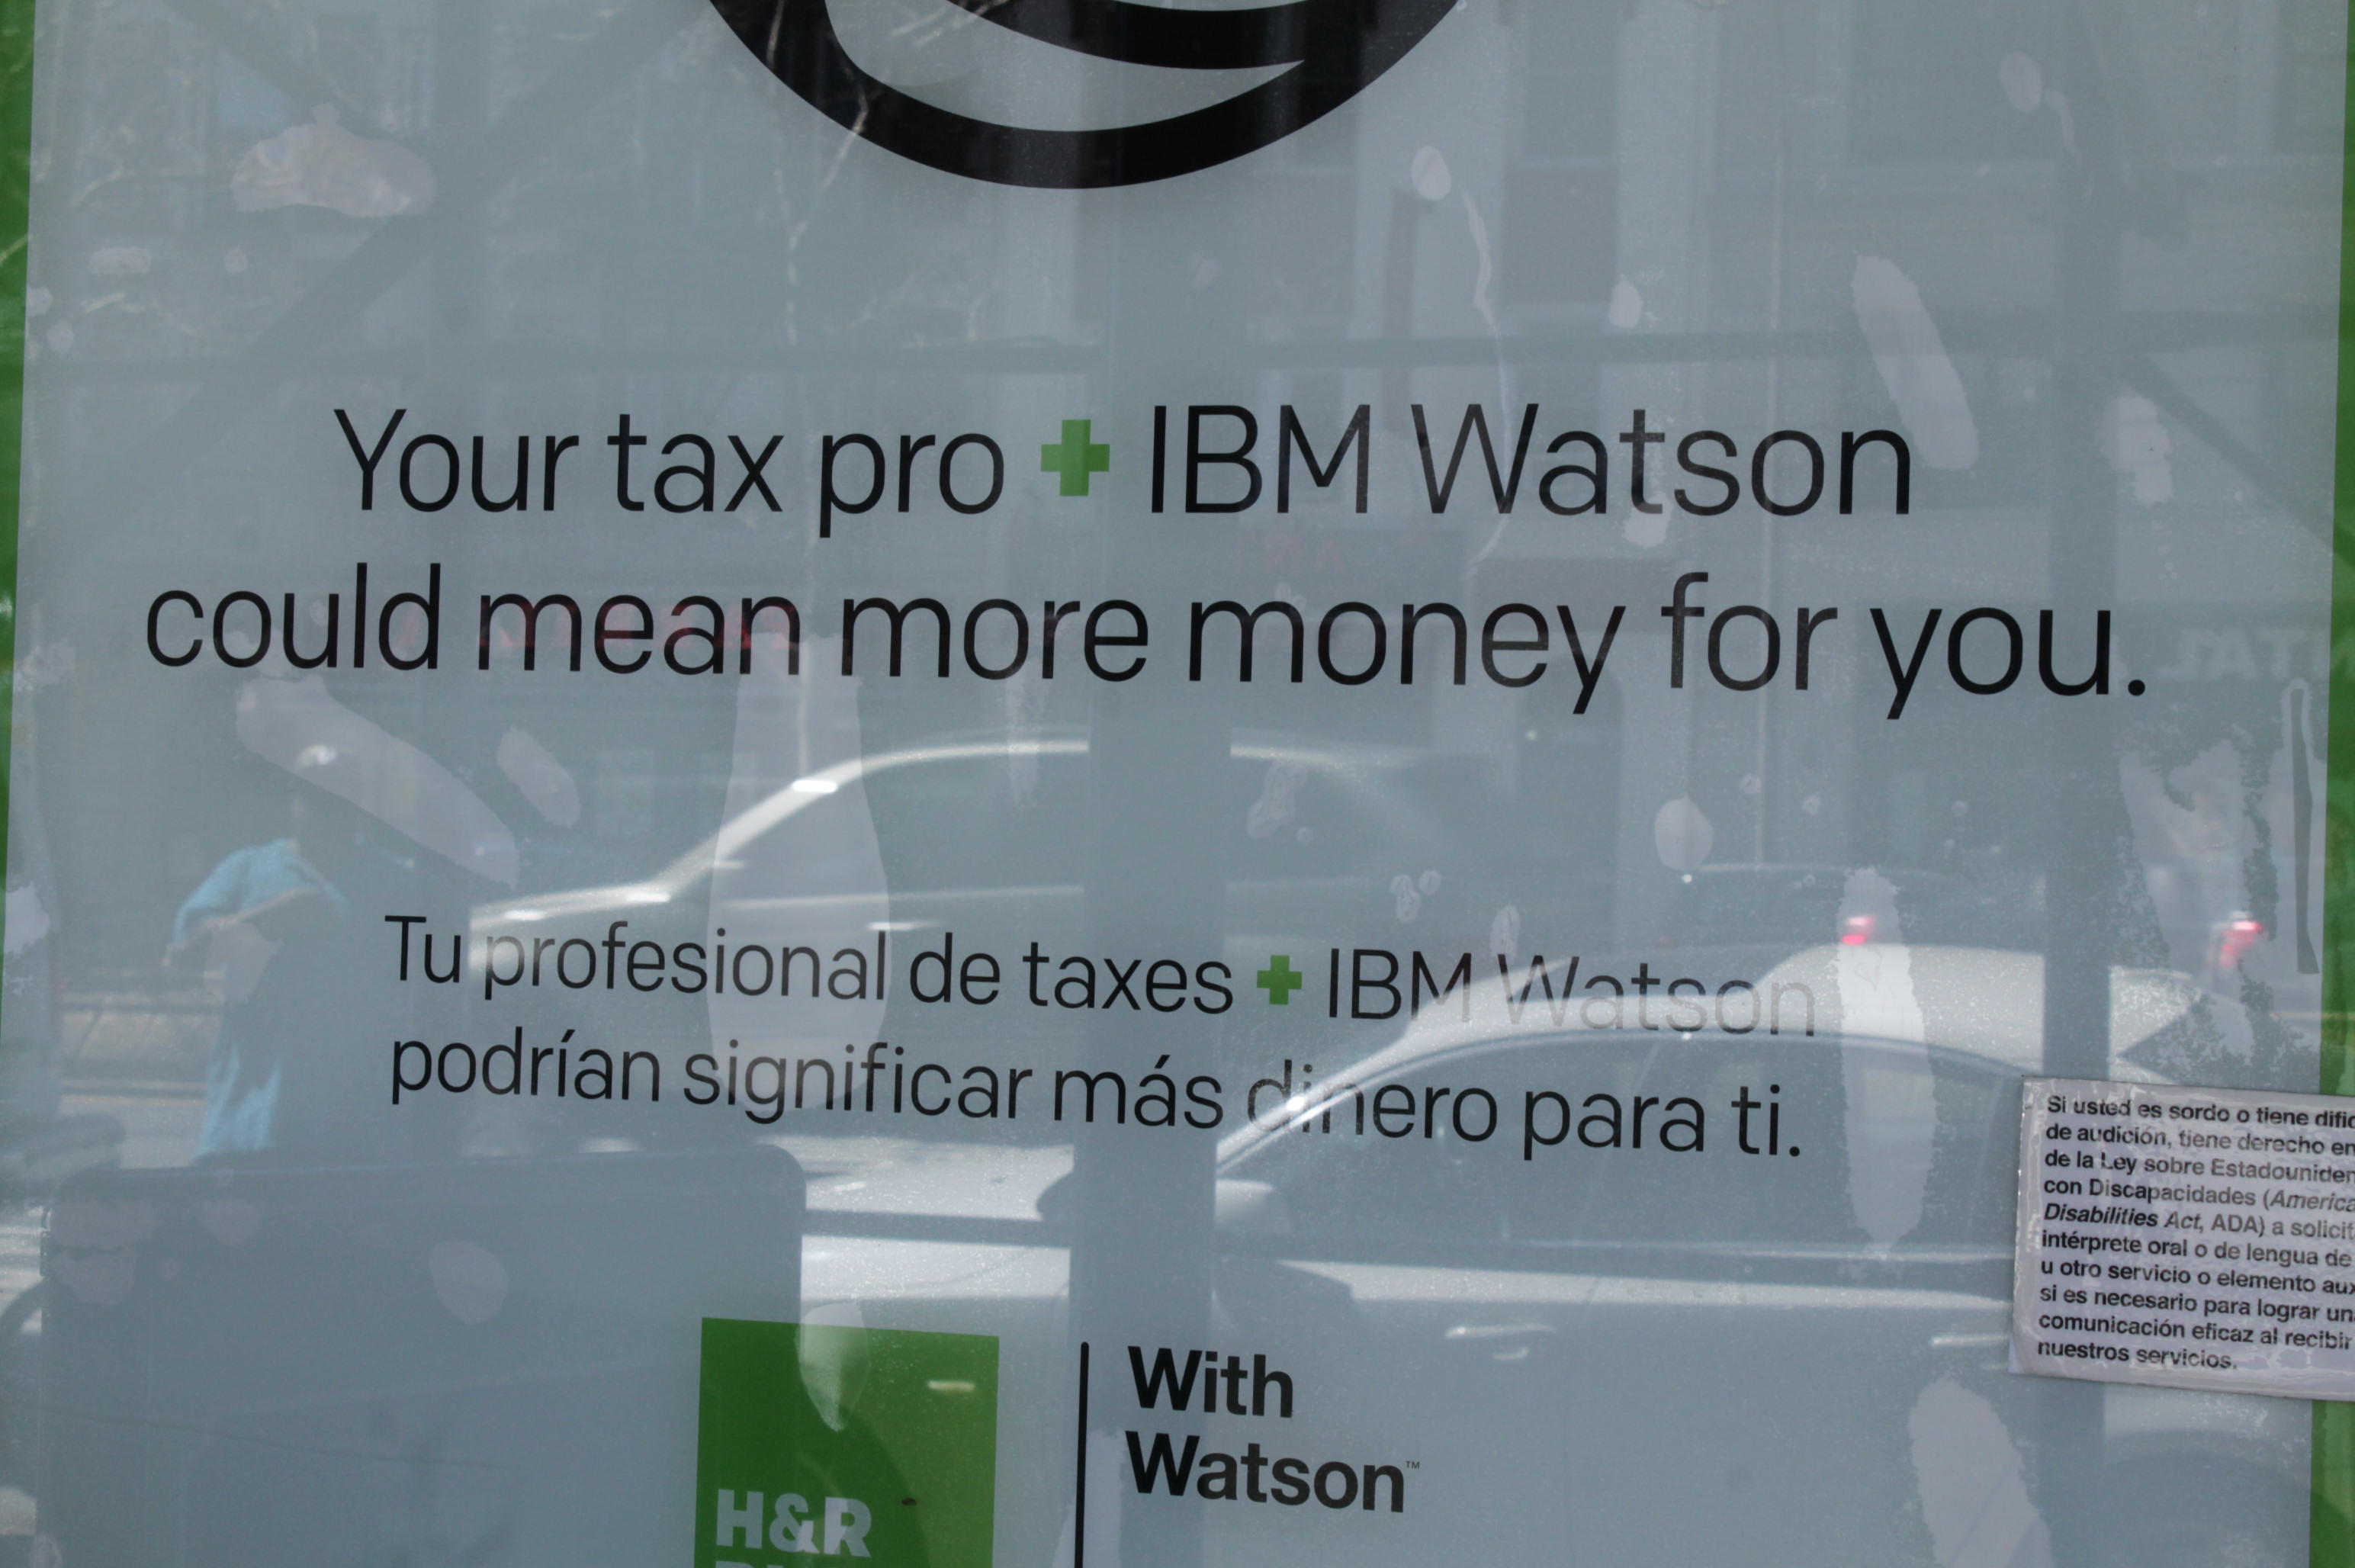 Your tax pro + IBM Watson
could mean more money for you.
Tu profesional de taxes + IBM Watson
podrían significar más dinero para ti.
Si usted es sordo o tiene
de audición, tiene derecho
de la Ley sobre
con Discapacidades
Disabilities Act, ADA) a
intérprete oral o de lengua de
u otro servicio o elemento
si es necesario para lograr
comunicación eficaz al recibir
nuestros servicios.
With
Watson™
H&R